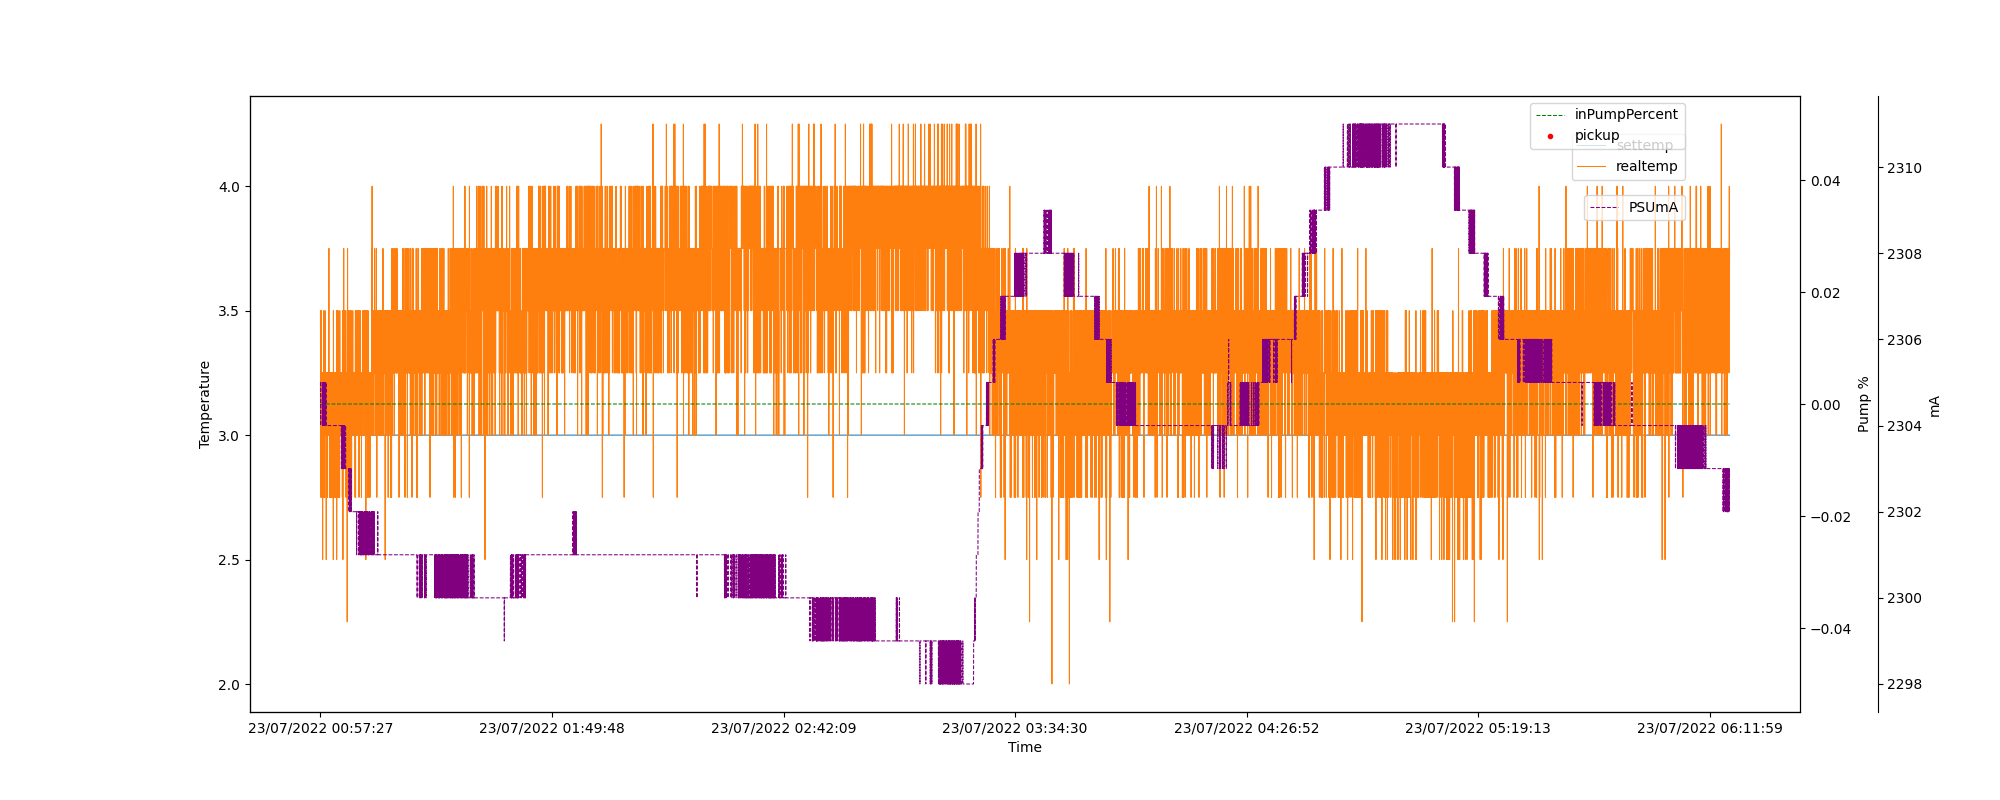 inPumpPercent
pickup
settemp
realtemp
PSUmA
4.0
3.5
3.0
2.5
2.0
Temperature
0.04
0.02
0.00
−0.02
−0.04
Pump %
2310
2308
2306
2304
2302
2300
2298
mA
23/07/2022 00:57:27
23/07/2022 01:49:48
23/07/2022 02:42:09
23/07/2022 03:34:30
23/07/2022 04:26:52
23/07/2022 05:19:13
23/07/2022 06:11:59
Time